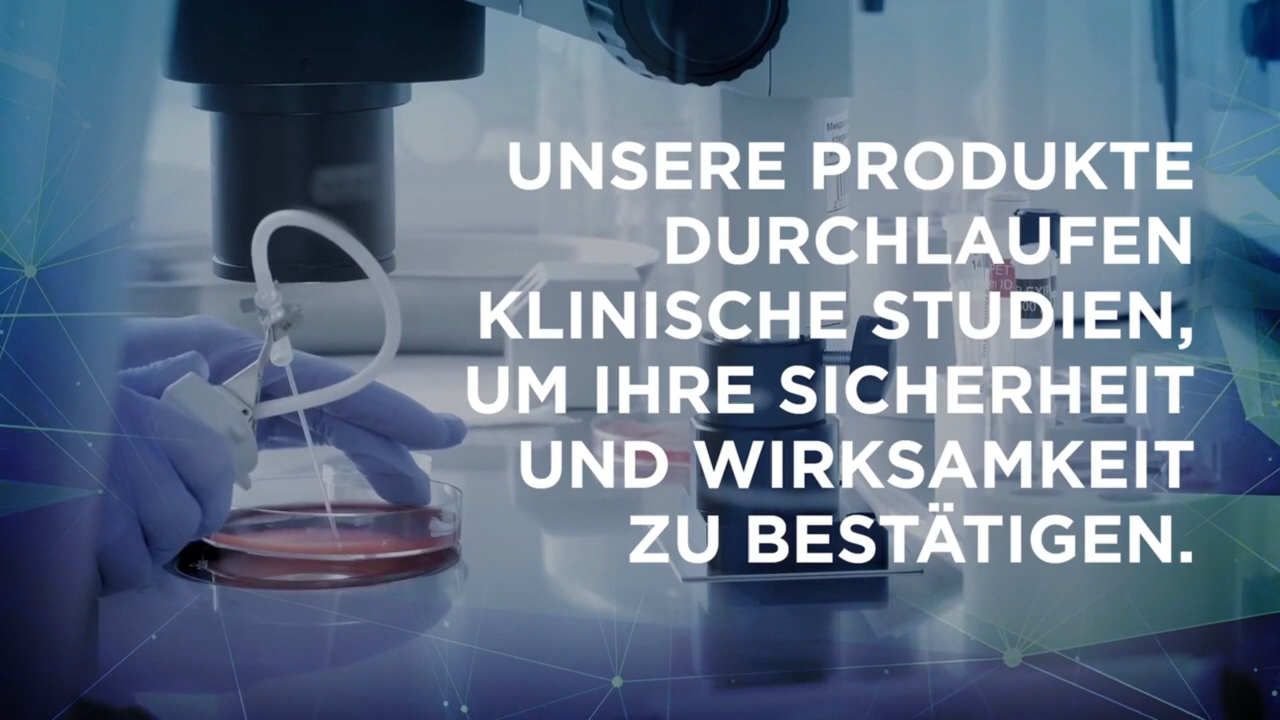 UNSERE PRODUKTE
DURCHLAUFEN
KLINISCHE STUDIEN,
UM IHRE SICHERHEIT
UND WIRKSAMKEIT
ZU BESTÄTIGEN.